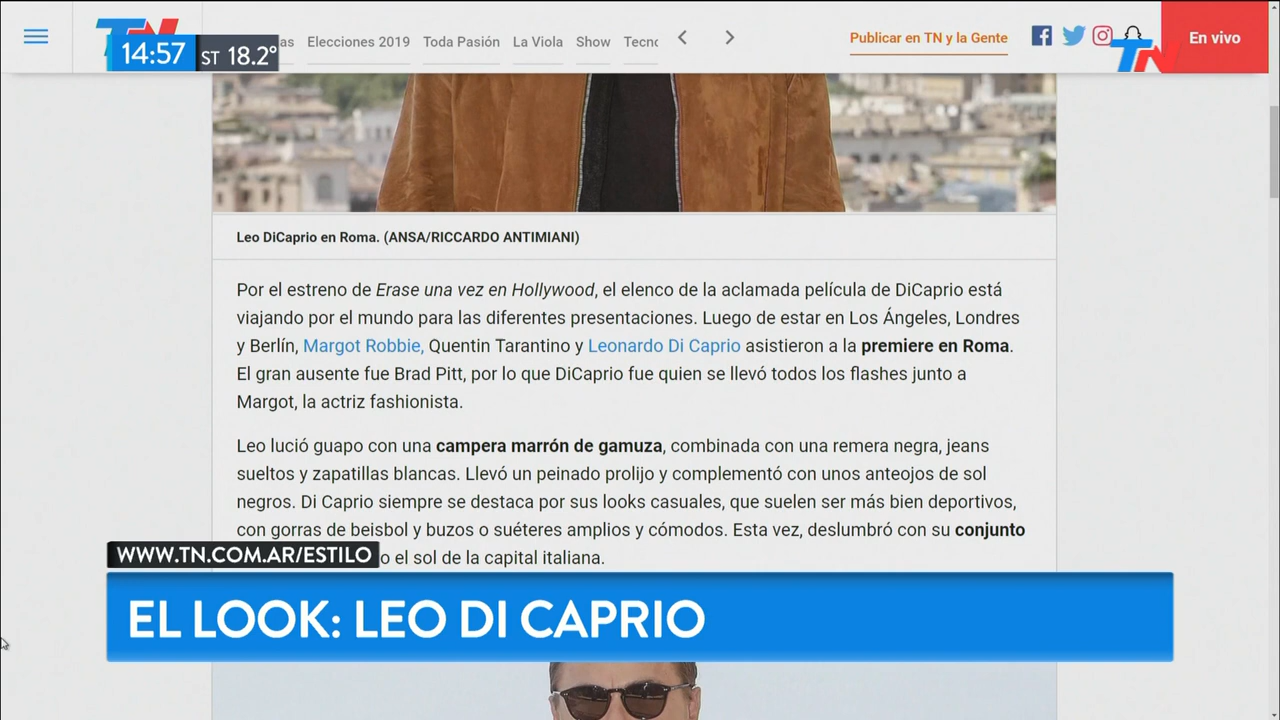 TN
14:57
ST 18.2°
as
Elecciones 2019
Toda Pasión
La Viola
Show
Tecno
Publicar en TN y la Gente
TN
En vivo
Leo DiCaprio en Roma. (ANSA/RICCARDO ANTIMIANI)
Por el estreno de Erase una vez en Hollywood, el elenco de la aclamada película de DiCaprio está
viajando por el mundo para las diferentes presentaciones. Luego de estar en Los Ángeles, Londres
y Berlín, Margot Robbie, Quentin Tarantino y Leonardo Di Caprio asistieron a la premiere en Roma.
El gran ausente fue Brad Pitt, por lo que DiCaprio fue quien se llevó todos los flashes junto a
Margot, la actriz fashionista.
Leo lució guapo con una campera marrón de gamuza, combinada con una remera negra, jeans
sueltos y zapatillas blancas. Llevó un peinado prolijo y complementó con unos anteojos de sol
negros. Di Caprio siempre se destaca por sus looks casuales, que suelen ser más bien deportivos,
con gorras de beisbol y buzos o suéteres amplios y cómodos. Esta vez, deslumbró con su conjunto
o el sol de la capital italiana.
WWW.TN.COM.AR/ESTILO
EL LOOK: LEO DI CAPRIO